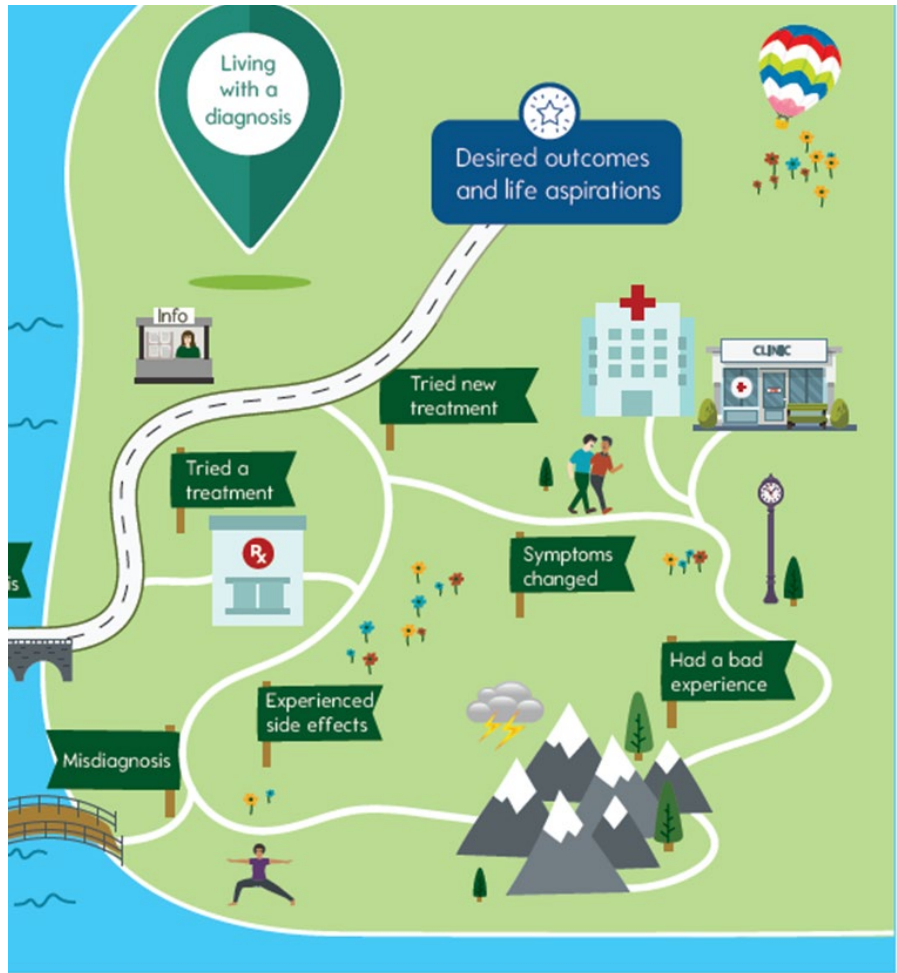 Living
with a
diagnosis
Desired outcomes
and life aspirations
Info
CLINIC
Tried new
treatment
Tried a
treatment
Rx
Symptoms
changed
is
Had a bad
experience
Experienced
side effects
Misdiagnosis